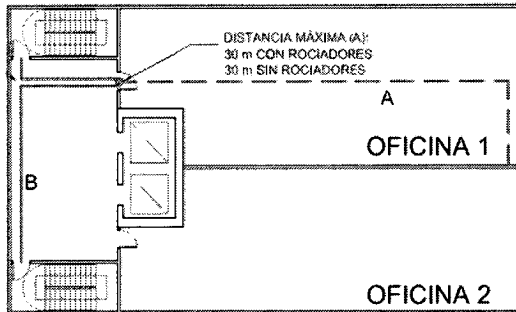 DISTANCIA MÁXIMA (A):
30 m CON ROCIADORES
30 m SIN ROCIADORES
A
OFICINA 1
B
OFICINA 2